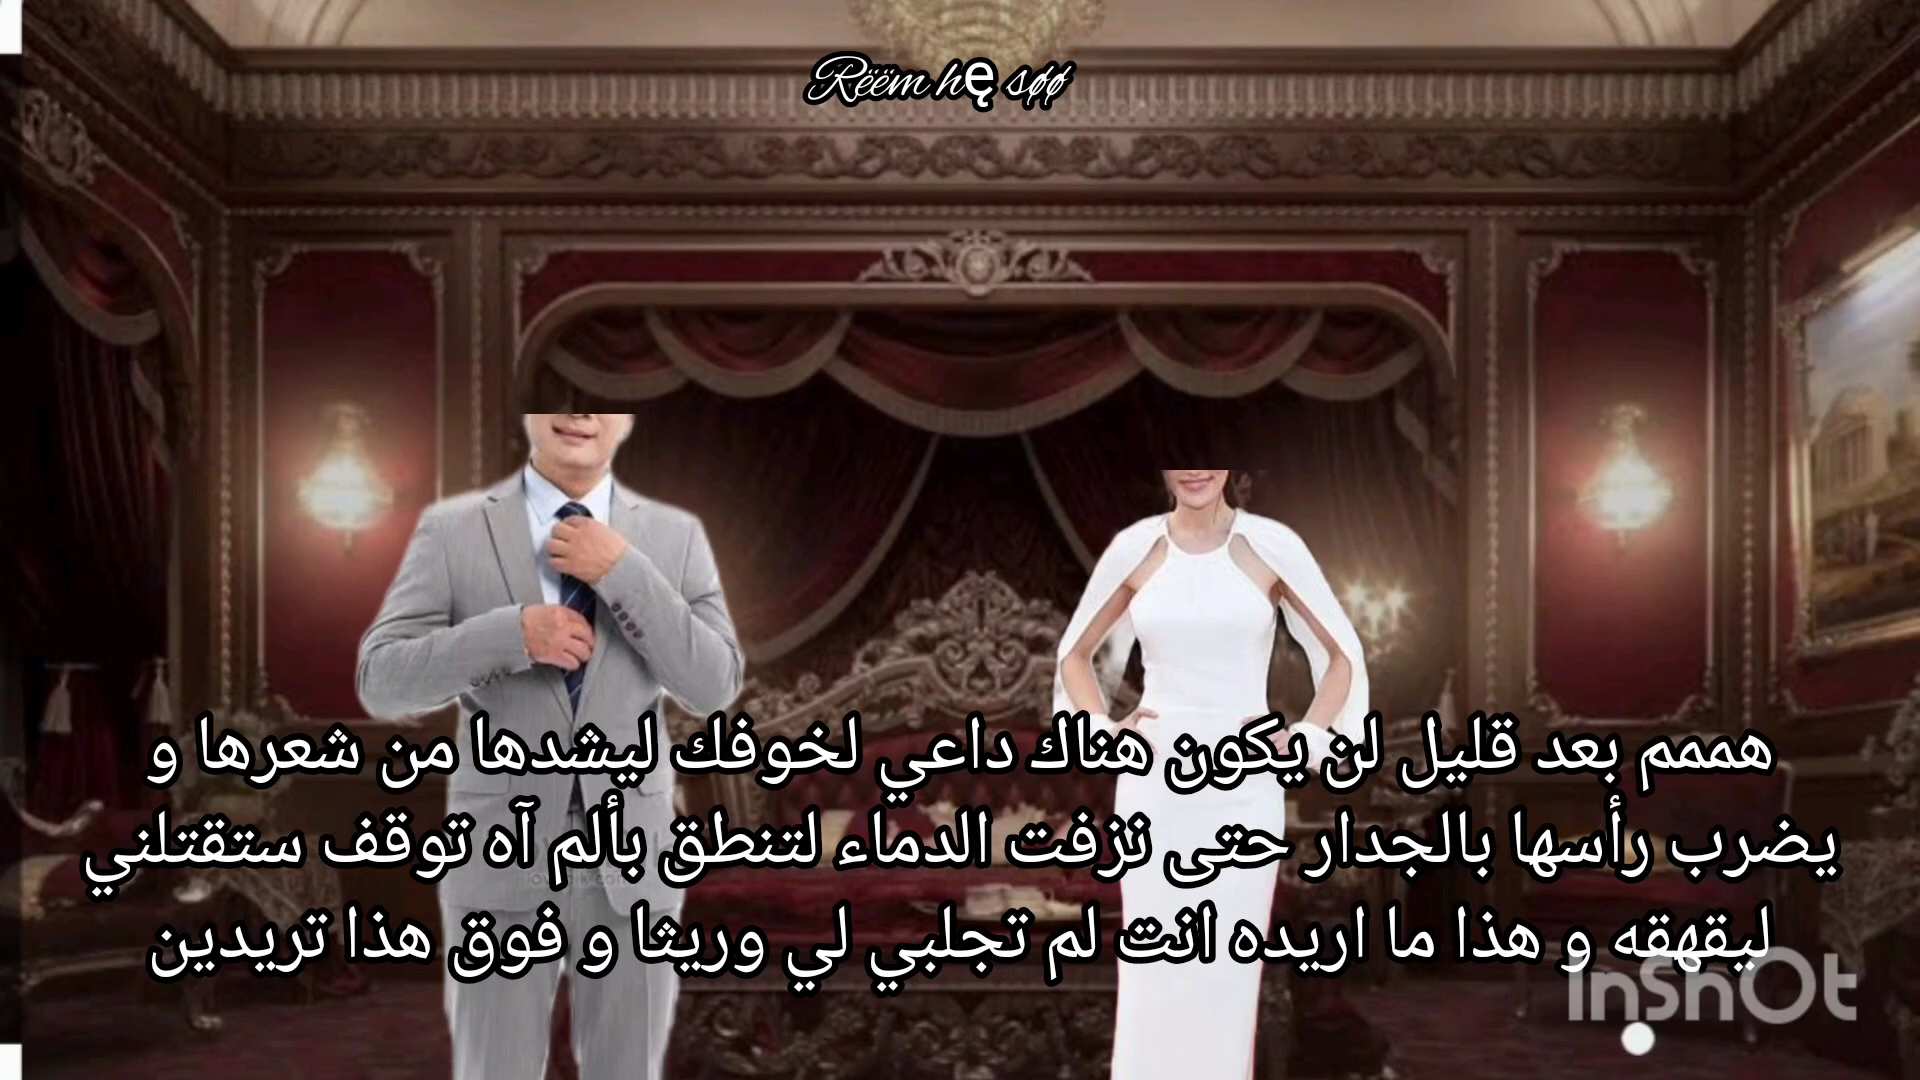 Rëëm hę søø
هممم بعد قليل لن يكون هناك داعي لخوفك ليشدها من شعرها و
يضرب رأسها بالجدار حتى نزفت الدماء لتنطق بألم آه توقف ستقتلني
ليقهقه و هذا ما اريده انت لم تجلبي لي وريثا و فوق هذا تريدين
InShOt